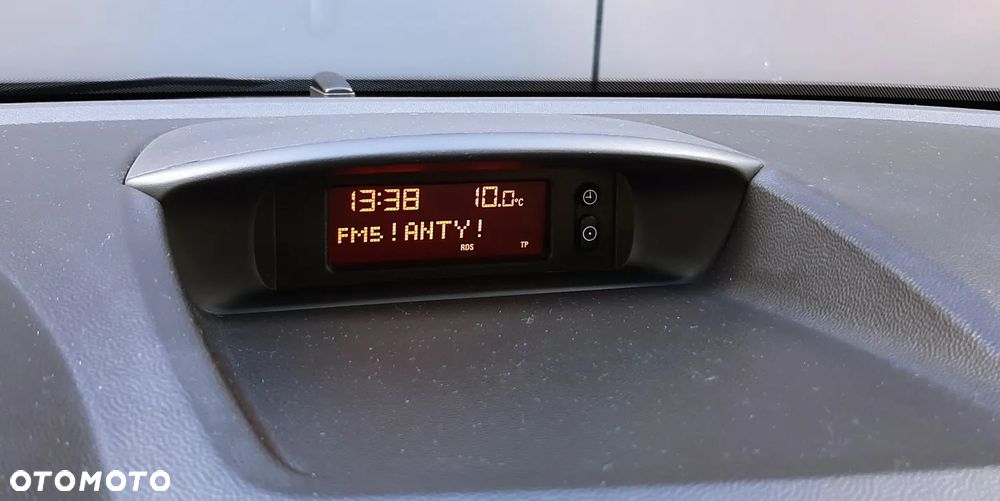 13:38 10.0°C
FM5 !ANTY!
RDS TP
OTOMOTO